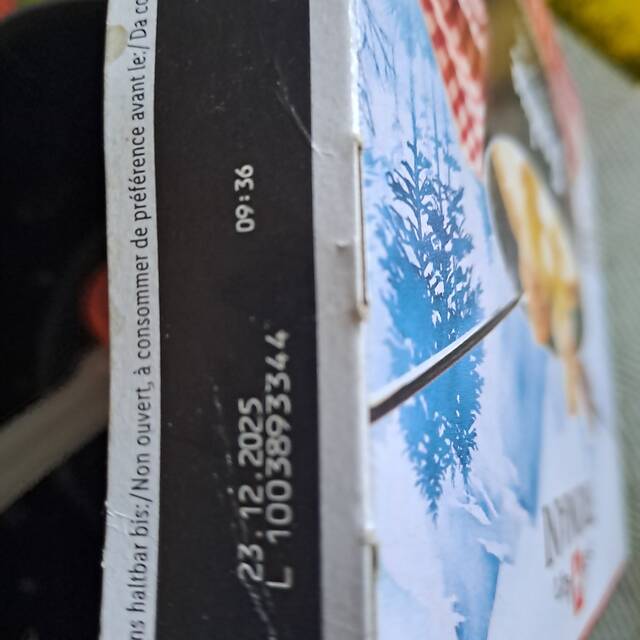 ns haltbar bis:/Non ouvert, à consommer de préférence avant le:/Da co
23.12.2025 09:36
L 1003893344